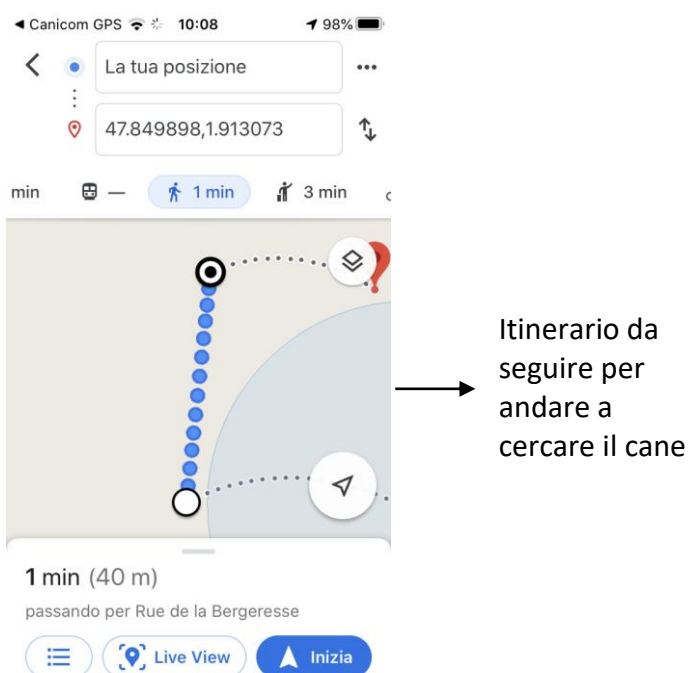 ◀ Canicom GPS 10:08 98%
La tua posizione
47.849898,1.913073
min — 1 min 3 min
1 min (40 m)
passando per Rue de la Bergeresse
Live View Inizia
Itinerario da
seguire per
andare a
cercare il cane